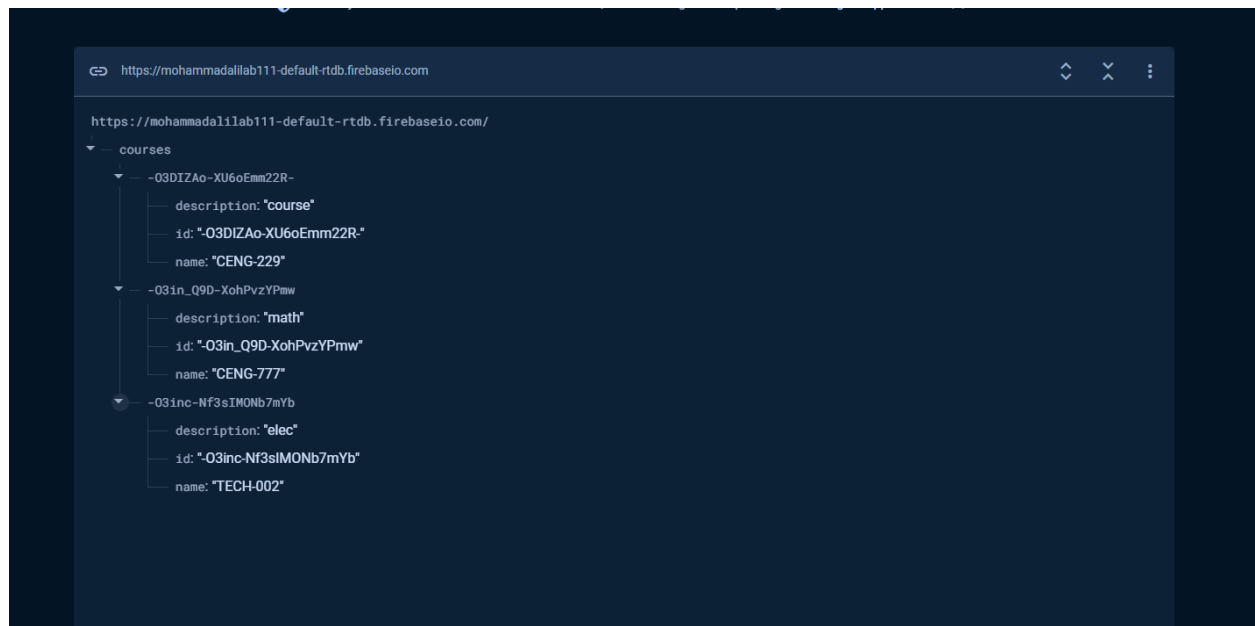 https://mohammadalilab111-default-rtdb.firebaseio.com
https://mohammadalilab111-default-rtdb.firebaseio.com/
courses
-O3DIZAo-XU6oEmm22R-
description: "course"
id: "-O3DIZAo-XU6oEmm22R-"
name: "CENG-229"
-O3in_Q9D-XohPvzYPmw
description: "math"
id: "-O3in_Q9D-XohPvzYPmw"
name: "CENG-777"
-O3inc-Nf3sIMONb7mYb
description: "elec"
id: "-O3inc-Nf3sIMONb7mYb"
name: "TECH-002"